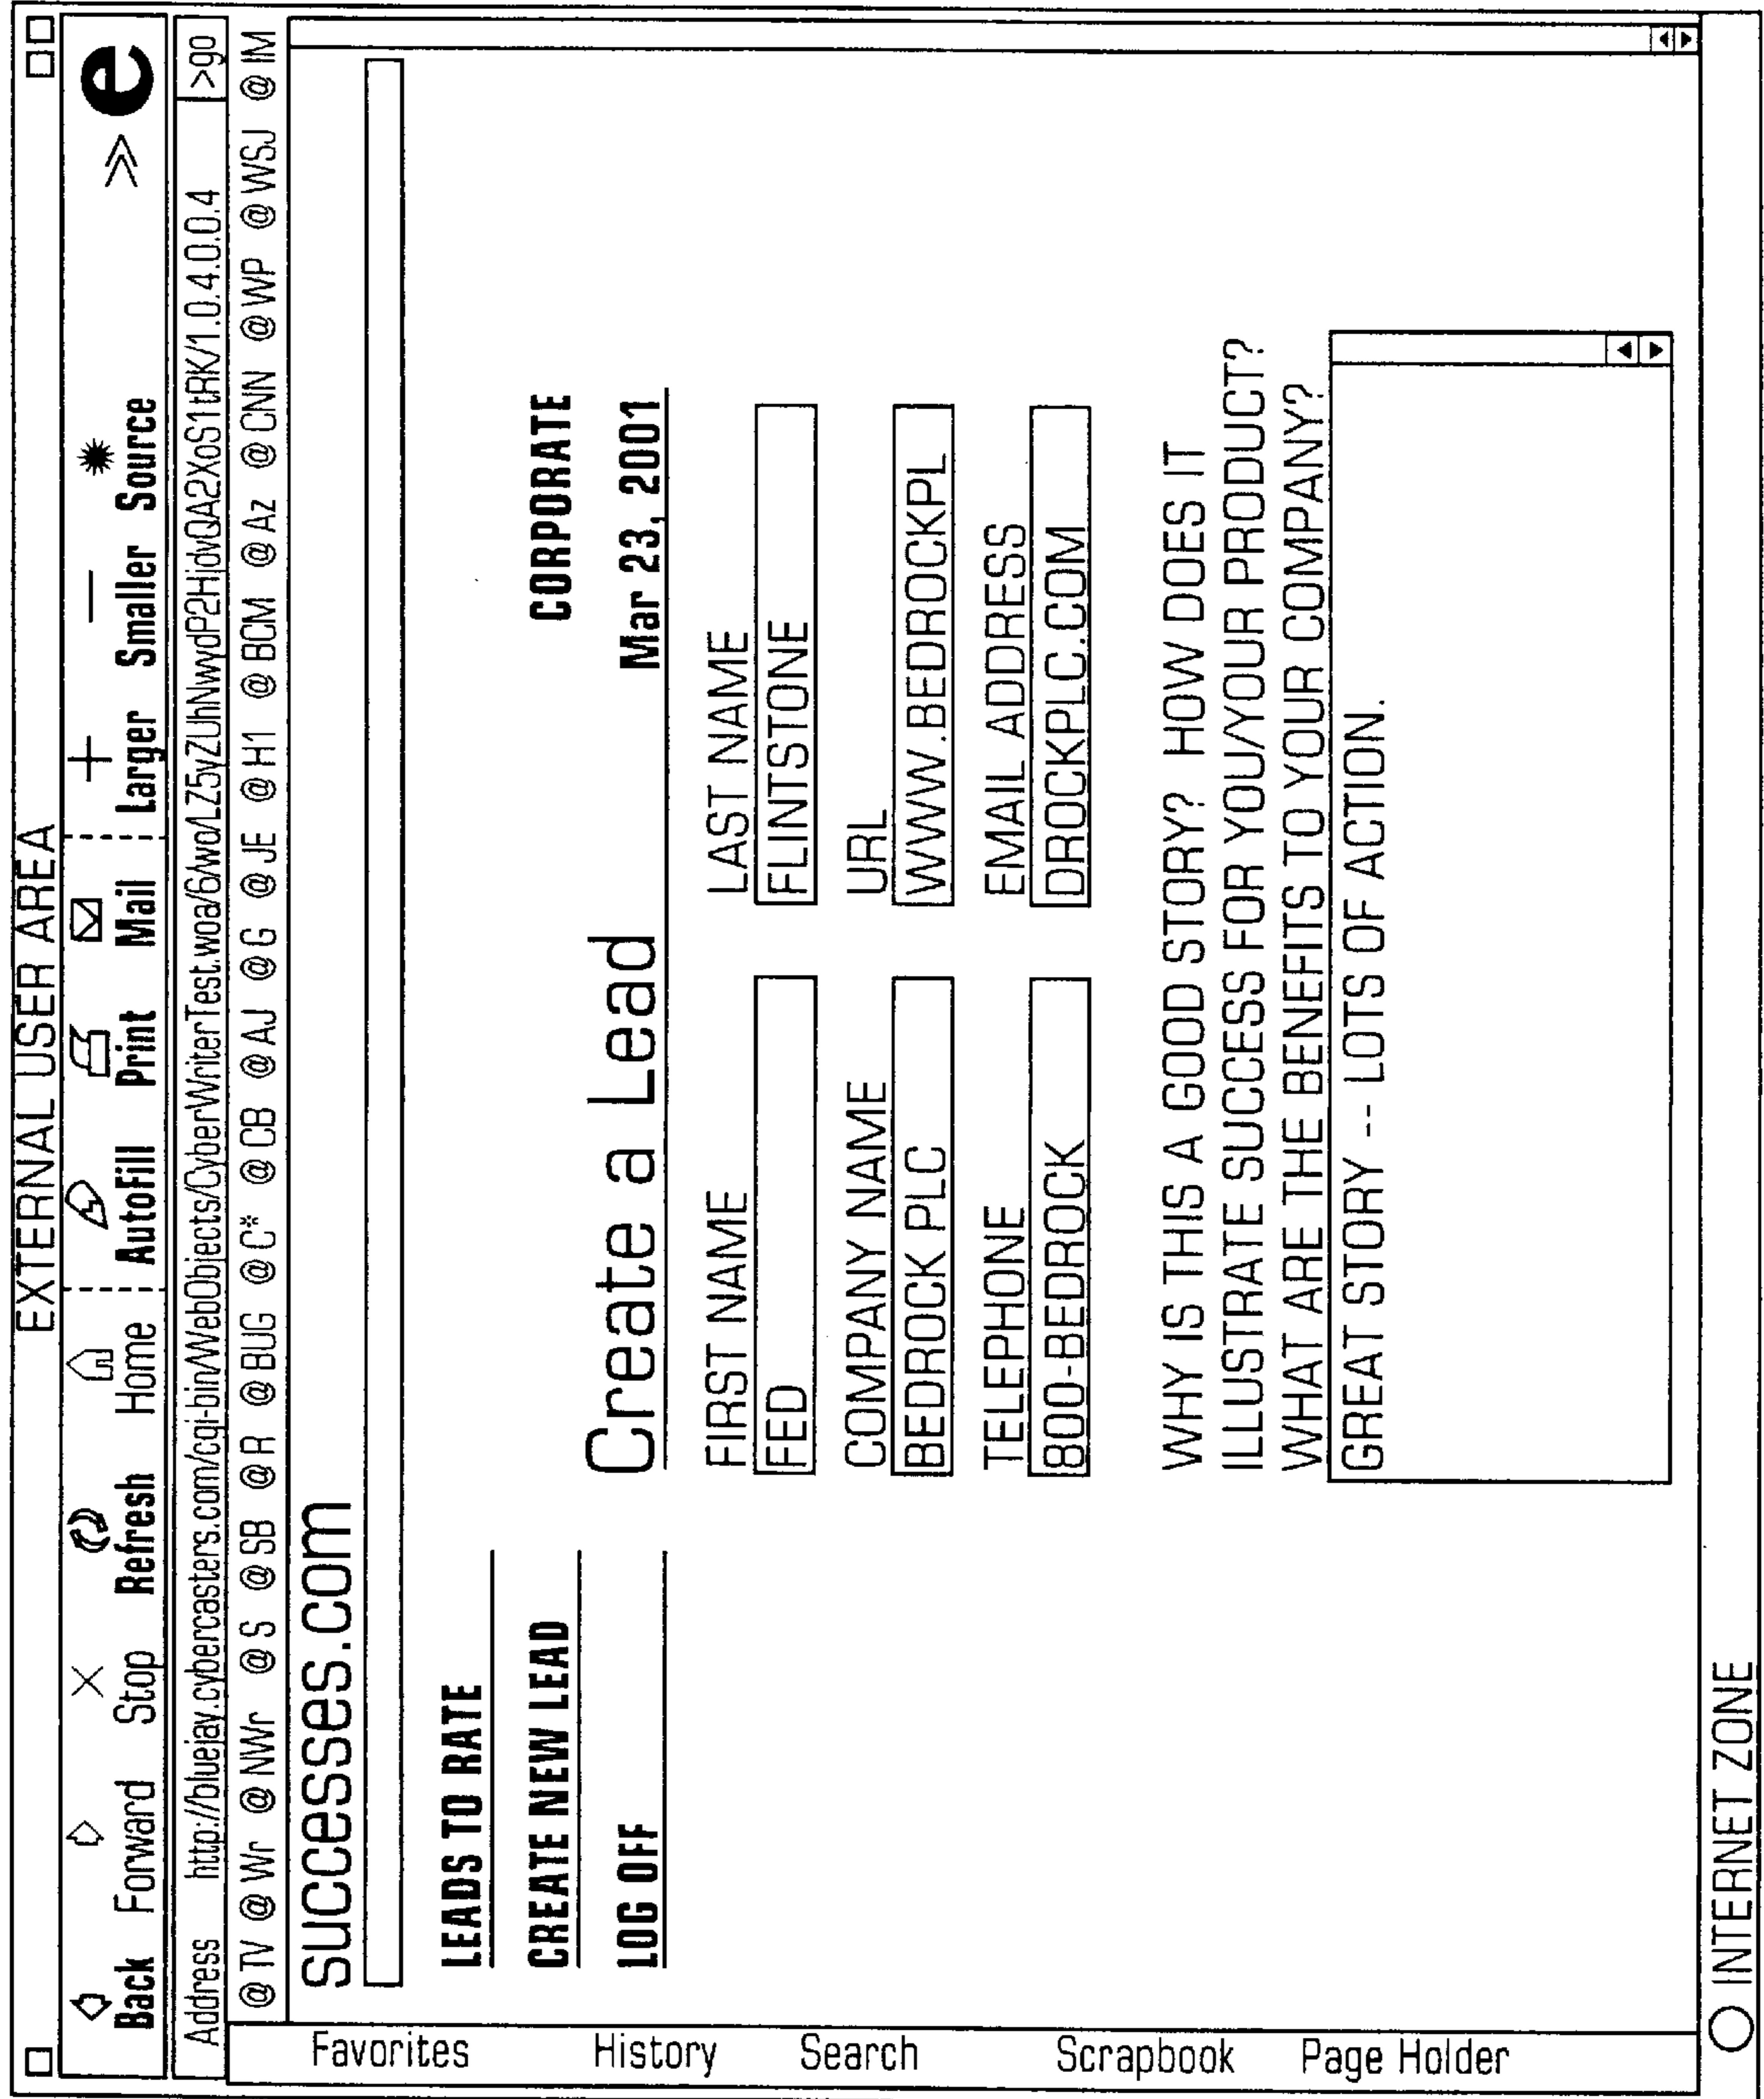 EXTERNAL USER AREA
Back Forward Stop Refresh Home AutoFill Print Mail Larger Smaller Source >> e
Address http://bluejay.cybercasters.com/cgi-bin/WebObjects/CyberWriterTest.woa/6/wo/LZ5yZUhNwydP2HjdvQA2XoS1tRK/1.0.4.0.0.4 >go
@TV @Wr @NWr @S @SB @R @BUG @C* @CB @AJ @G @JE @H1 @BCM @Az @CNN @WP @WSJ @IM
Favorites
History
Search
Scrapbook
Page Holder
successes.com
LEADS TO RATE
CREATE NEW LEAD
LOG OFF
CORPORATE
Create a Lead Mar 23, 2001
FIRST NAME LAST NAME
FED FLINTSTONE
COMPANY NAME URL
BEDROCK PLC WWW.BEDROCKPL
TELEPHONE EMAIL ADDRESS
800-BEDROCK DROCKPLC.COM
WHY IS THIS A GOOD STORY? HOW DOES IT
ILLUSTRATE SUCCESS FOR YOU/YOUR PRODUCT?
WHAT ARE THE BENEFITS TO YOUR COMPANY?
GREAT STORY -- LOTS OF ACTION.
INTERNET ZONE